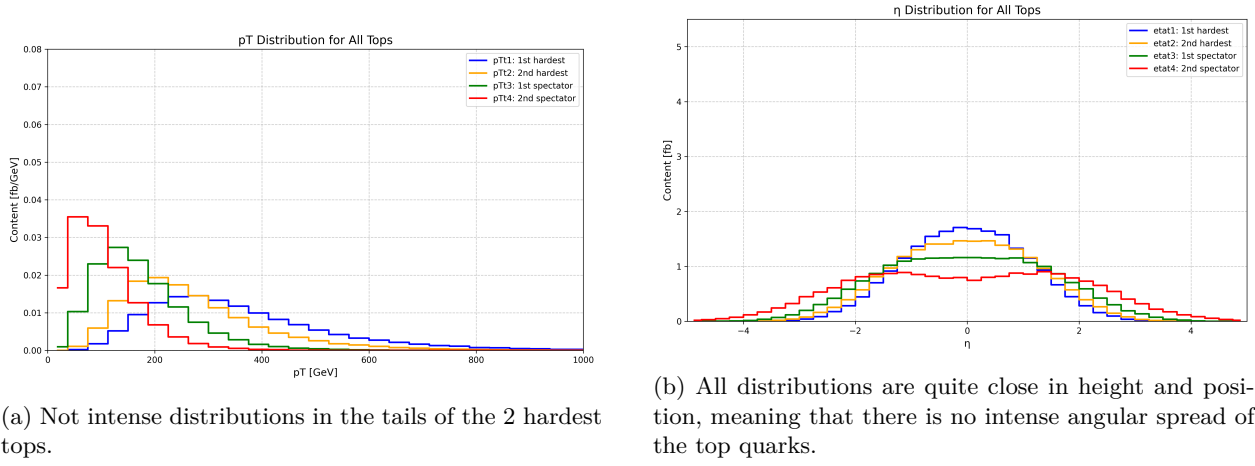 pT Distribution for All Tops
0.08
0.07
0.06
0.05
0.04
0.03
0.02
0.01
0.00
Content [fb/GeV]
0 200 400 600 800 1000
pT [GeV]
pTt1: 1st hardest
pTt2: 2nd hardest
pTt3: 1st spectator
pTt4: 2nd spectator
(a) Not intense distributions in the tails of the 2 hardest
tops.
η Distribution for All Tops
5
4
3
2
1
0
Content [fb]
−4 −2 0 2 4
η
etat1: 1st hardest
etat2: 2nd hardest
etat3: 1st spectator
etat4: 2nd spectator
(b) All distributions are quite close in height and posi-
tion, meaning that there is no intense angular spread of
the top quarks.